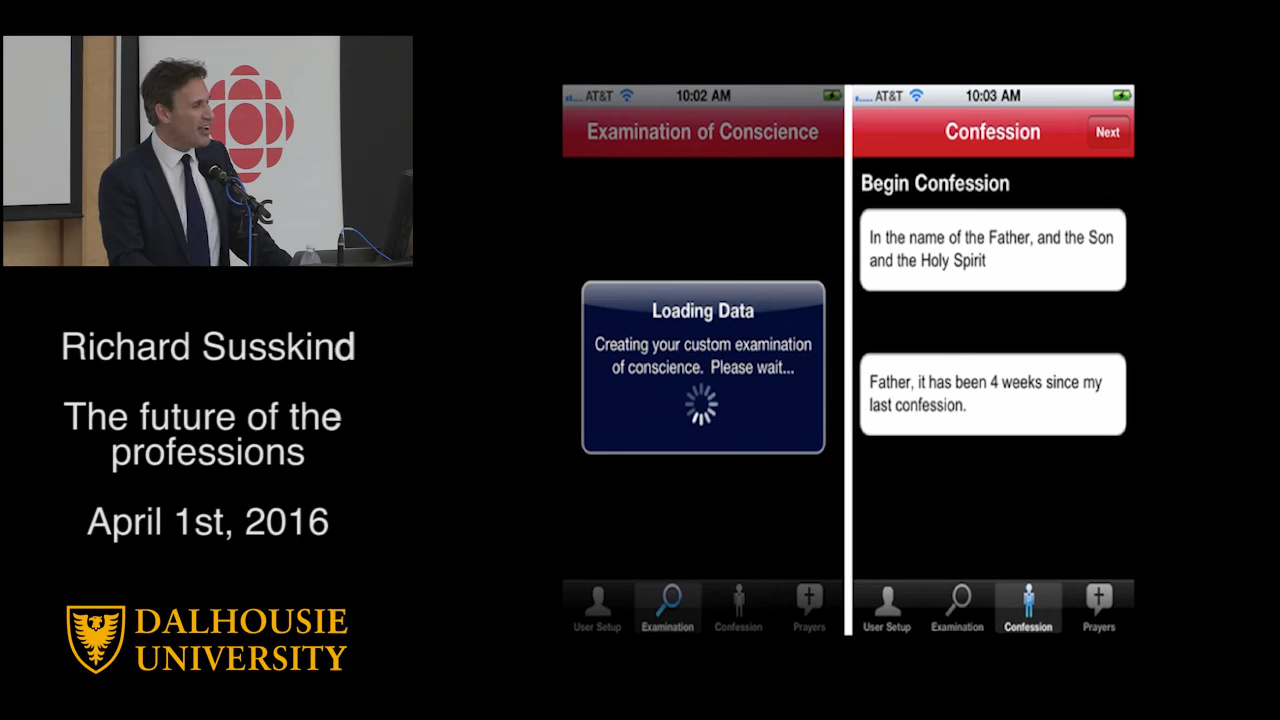 Richard Susskind
The future of the
professions
April 1st, 2016
DALHOUSIE
UNIVERSITY
AT&T
10:02 AM
Examination of Conscience
Loading Data
Creating your custom examination
of conscience. Please wait...
User Setup
Examination
Confession
Prayers
AT&T
10:03 AM
Confession
Next
Begin Confession
In the name of the Father, and the Son
and the Holy Spirit
Father, it has been 4 weeks since my
last confession.
User Setup
Examination
Confession
Prayers